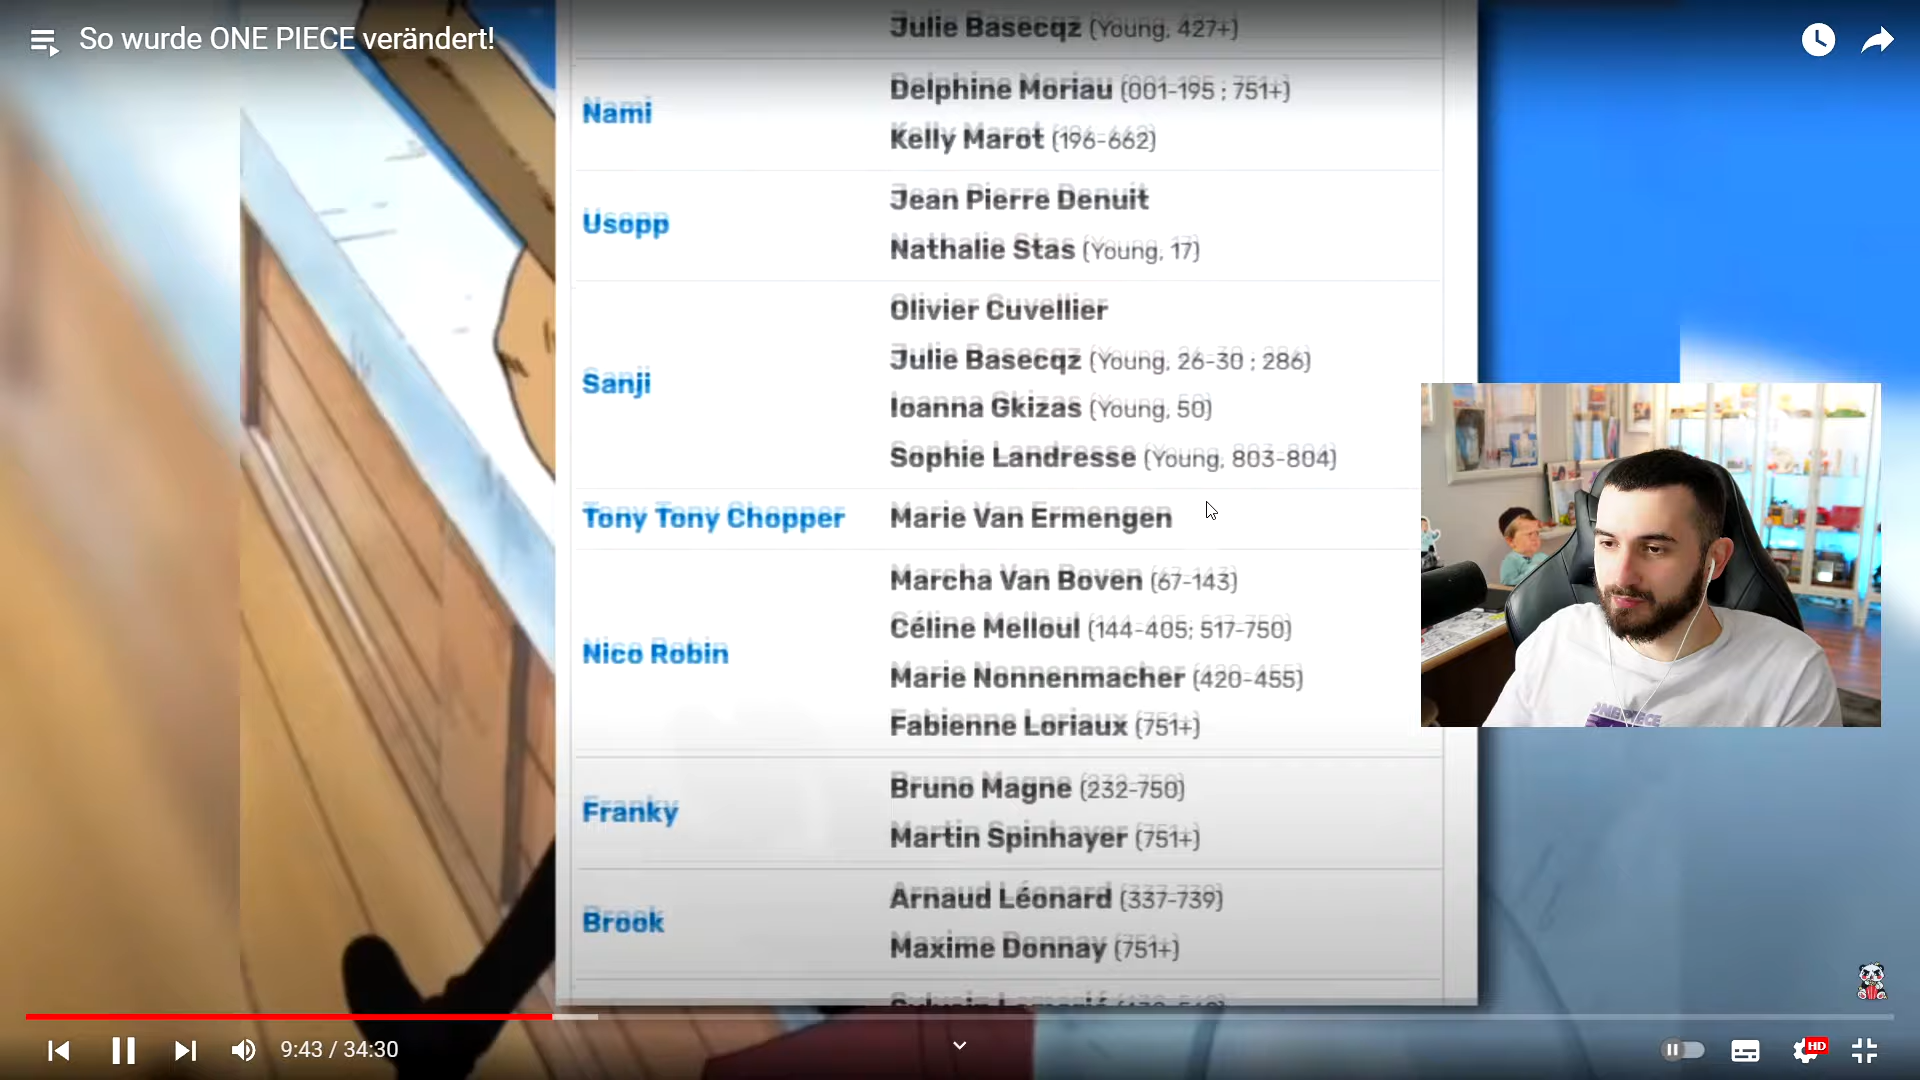 So wurde ONE PIECE verändert!
Julie Basecqz (Young, 427+)
Nami
Delphine Moriau (001-195 ; 751+)
Kelly Marot (196-662)
Usopp
Jean Pierre Denuit
Nathalie Stas (Young, 17)
Sanji
Olivier Cuvellier
Julie Basecqz (Young, 26-30 ; 286)
Ioanna Gkizas (Young, 50)
Sophie Landresse (Young, 803-804)
Tony Tony Chopper
Marie Van Ermengen
Nico Robin
Marcha Van Boven (67-143)
Céline Melloul (144-405; 517-750)
Marie Nonnenmacher (420-455)
Fabienne Loriaux (751+)
Franky
Bruno Magne (232-750)
Martin Spinhayer (751+)
Brook
Arnaud Léonard (337-739)
Maxime Donnay (751+)
ONE PIECE
9:43 / 34:30
HD